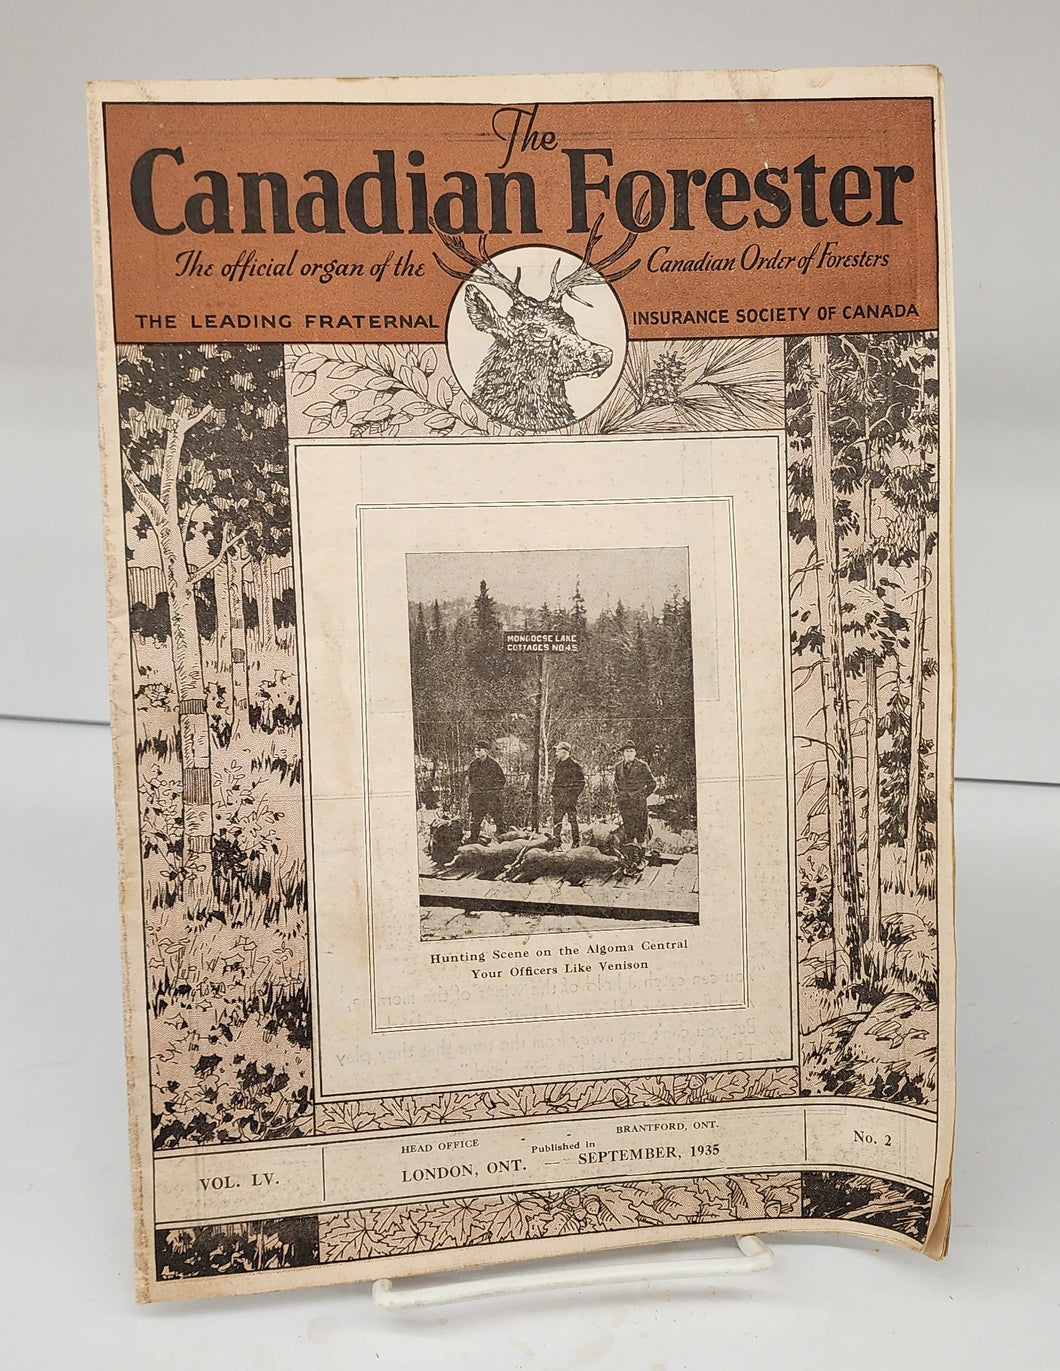 The
Canadian Forester
The official organ of the Canadian Order of Foresters
THE LEADING FRATERNAL INSURANCE SOCIETY OF CANADA
MONGOOSE LAKE
COTTAGES NO.45
Hunting Scene on the Algoma Central
Your Officers Like Venison
HEAD OFFICE - - BRANTFORD, ONT.
Published in
VOL. LV. LONDON, ONT. — SEPTEMBER, 1935 No. 2